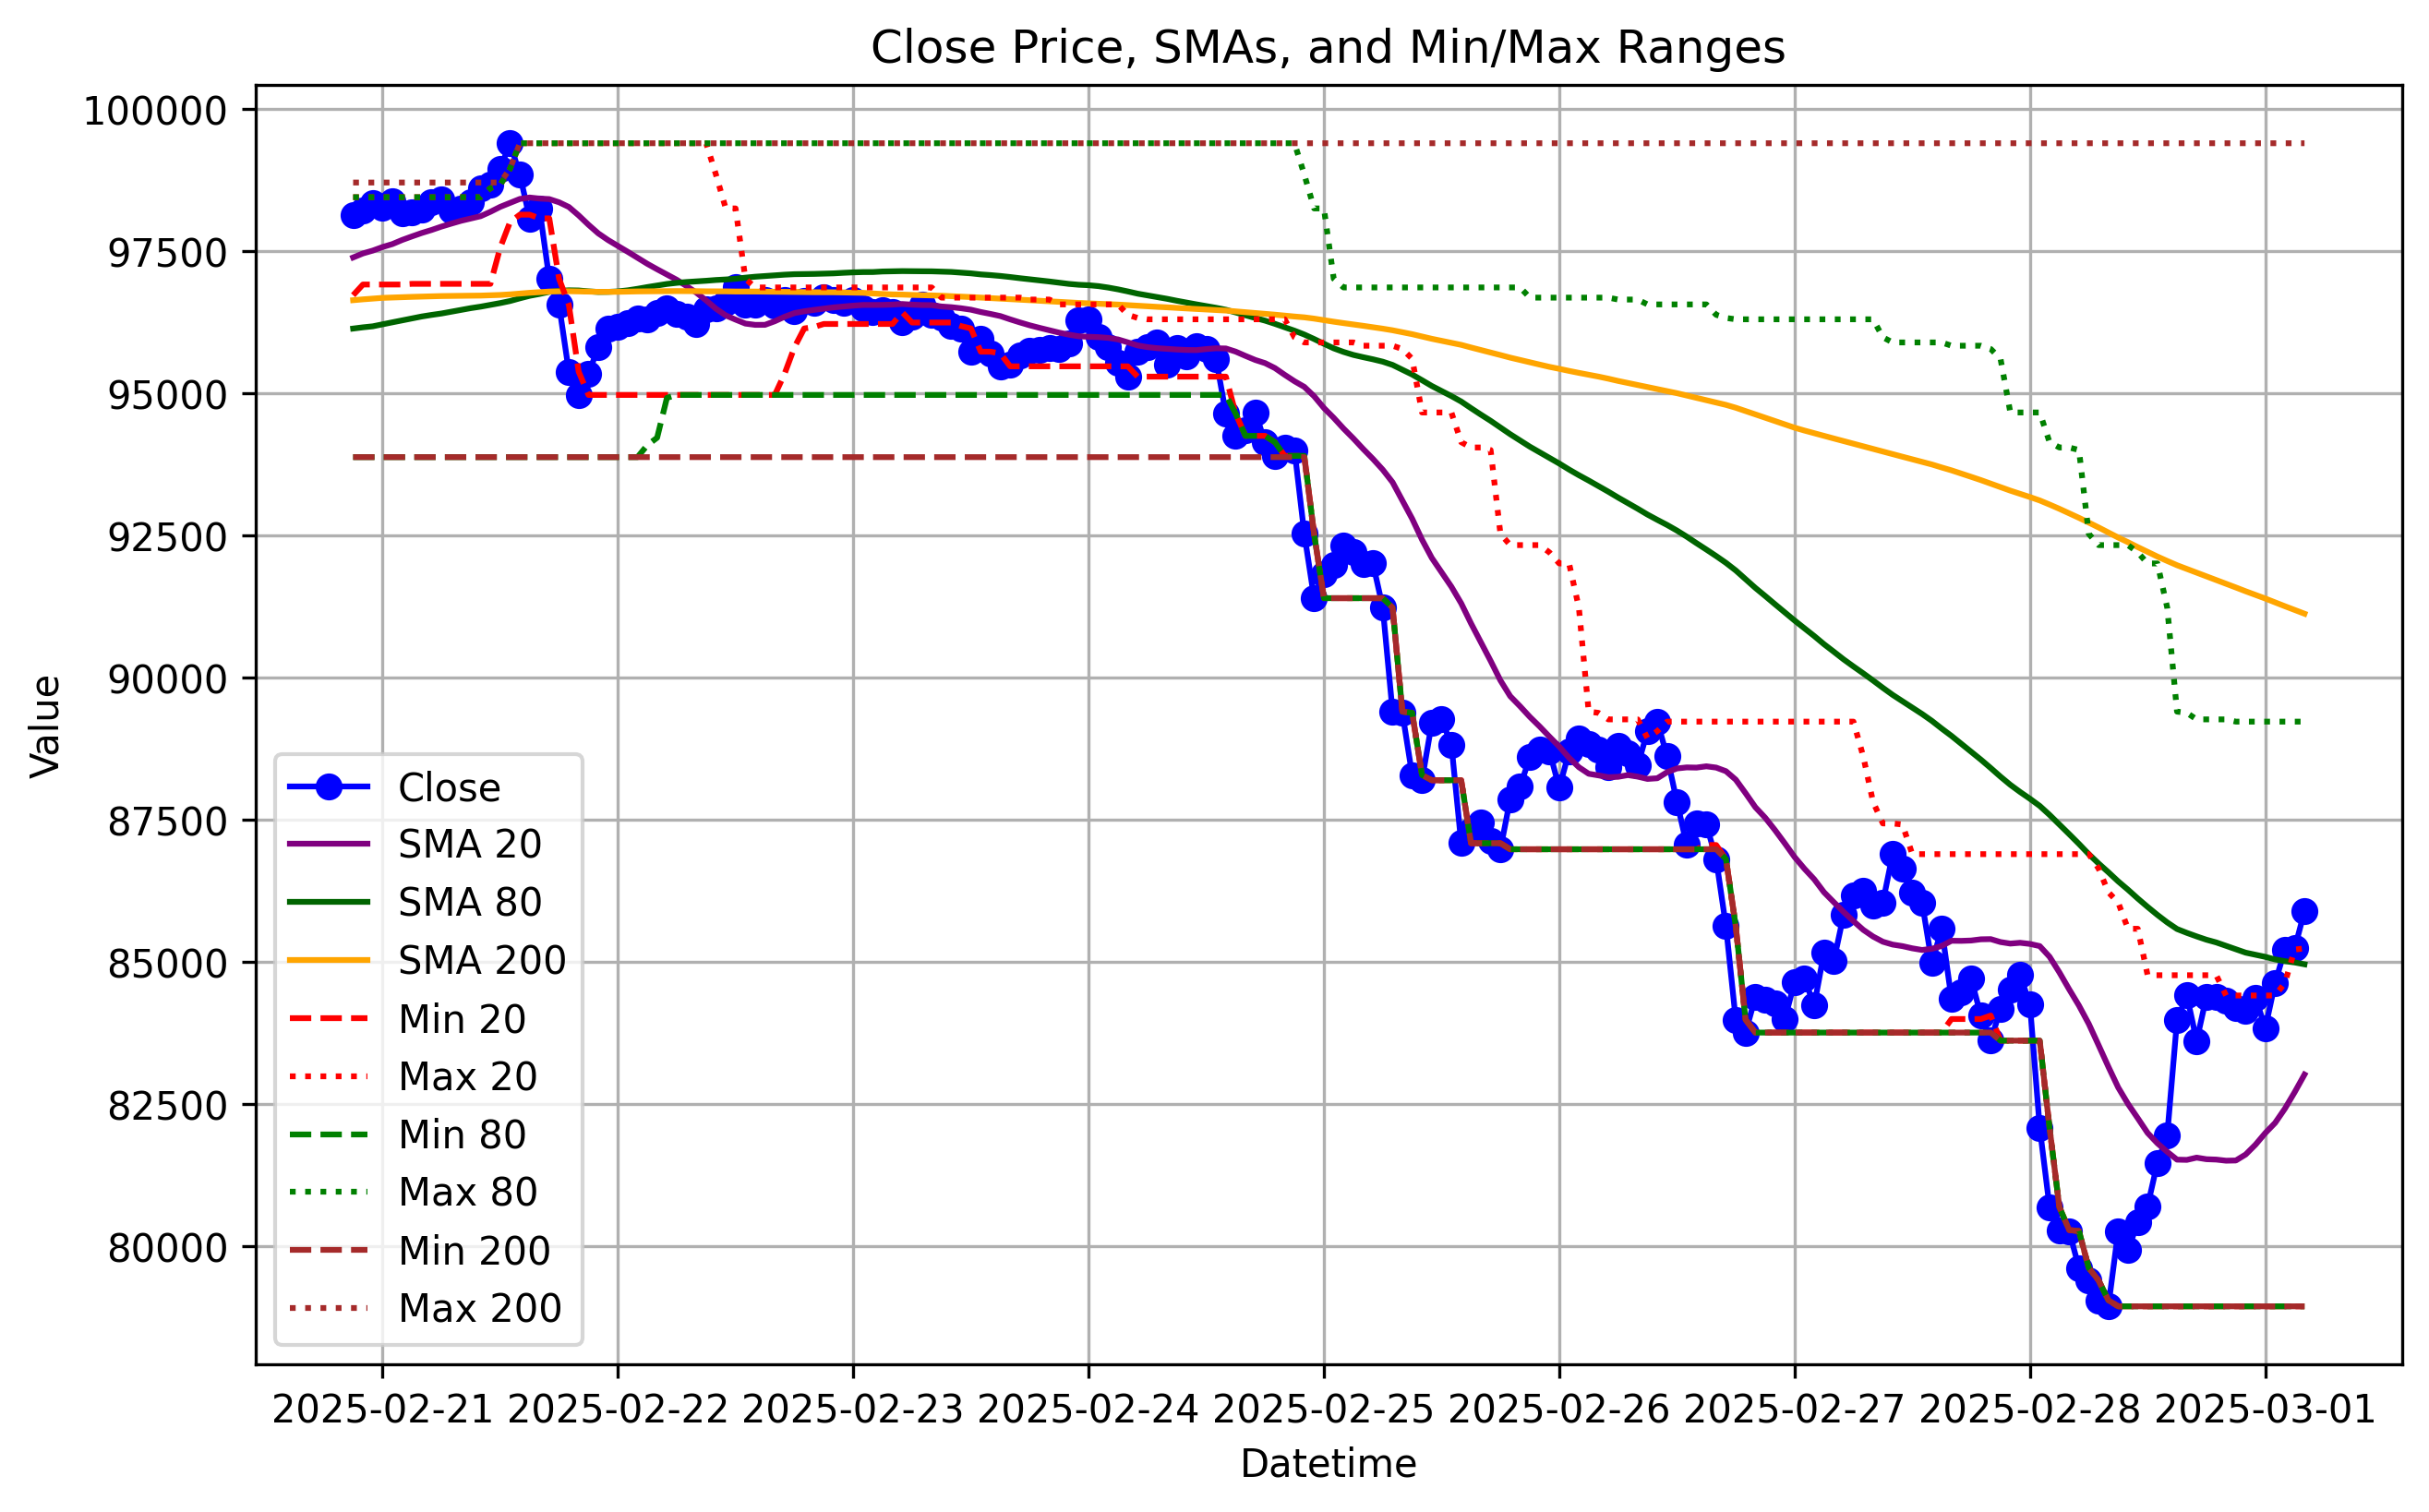 Close Price, SMAs, and Min/Max Ranges
100000
97500
95000
92500
90000
87500
85000
82500
80000
Value
Close
SMA 20
SMA 80
SMA 200
Min 20
Max 20
Min 80
Max 80
Min 200
Max 200
2025-02-21 2025-02-22 2025-02-23 2025-02-24 2025-02-25 2025-02-26 2025-02-27 2025-02-28 2025-03-01
Datetime